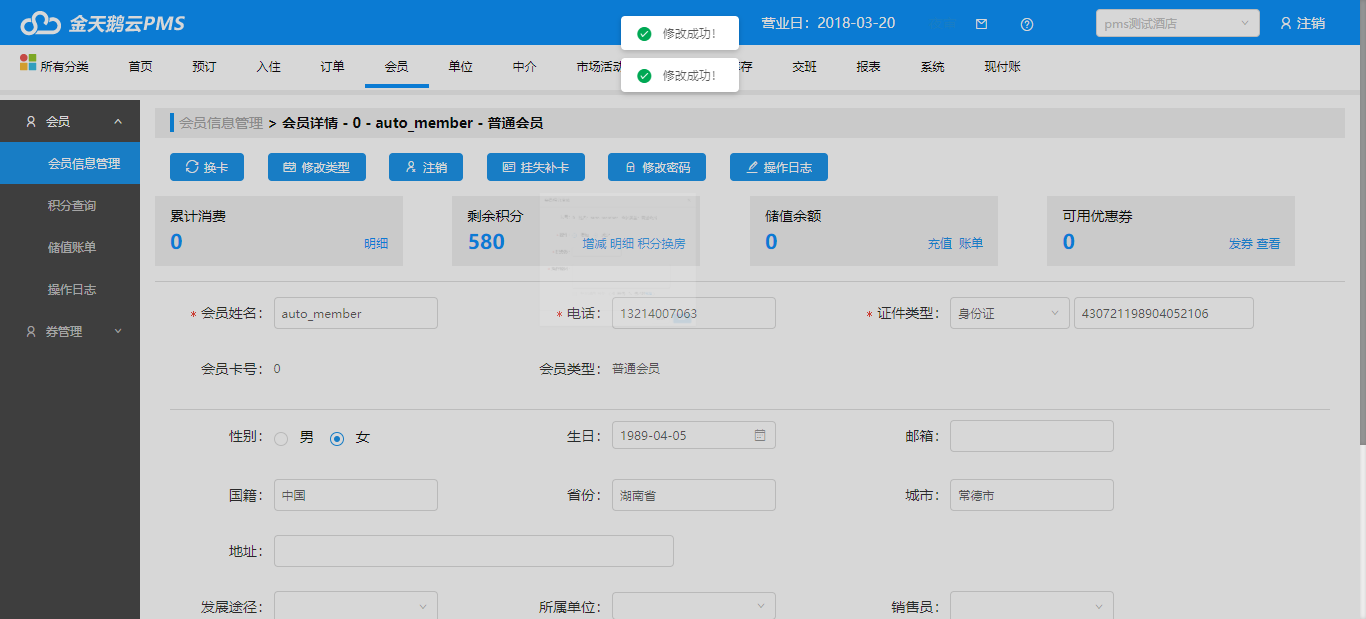 金天鹅云PMS
营业日：2018-03-20
pms测试酒店
注销
修改成功！
修改成功！
所有分类 首页 预订 入住 订单 会员 单位 中介 市场活动 存 交班 报表 系统 现付账
会员
会员信息管理
积分查询
储值账单
操作日志
券管理
会员信息管理 > 会员详情 - 0 - auto_member - 普通会员
换卡 修改类型 注销 挂失补卡 修改密码 操作日志
累计消费
0 明细
剩余积分
580 增减 明细 积分换房
储值余额
0 充值 账单
可用优惠券
0 发券 查看
* 会员姓名： auto_member * 电话： 13214007063 * 证件类型： 身份证 430721198904052106
会员卡号： 0 会员类型： 普通会员
性别： 男 女 生日： 1989-04-05 邮箱：
国籍： 中国 省份： 湖南省 城市： 常德市
地址：
发展途径： 所属单位： 销售员：